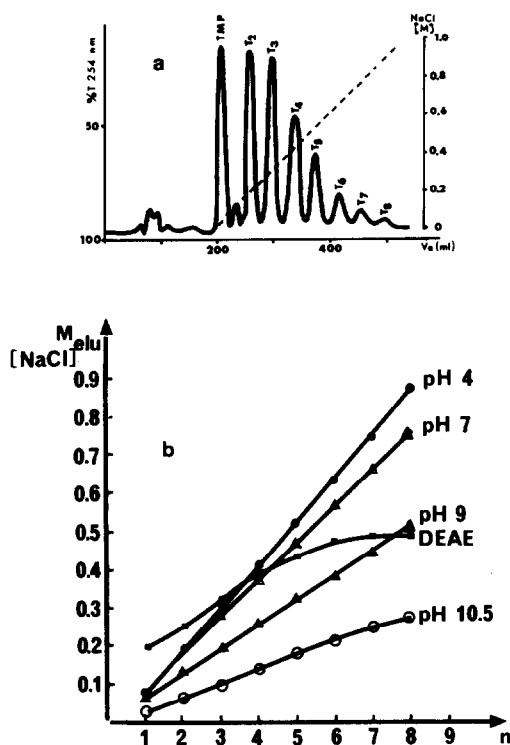 a
%T 254 nm
50
100
TMP
T2
T3
T4
T5
T6
T7
T8
NaCl
[M]
1.0
0.8
0.6
0.4
0.2
0
200
400
Ve (ml)
b
M elu
[NaCl]
0.9
0.8
0.7
0.6
0.5
0.4
0.3
0.2
0.1
pH 4
pH 7
pH 9
DEAE
pH 10.5
1 2 3 4 5 6 7 8 9 n